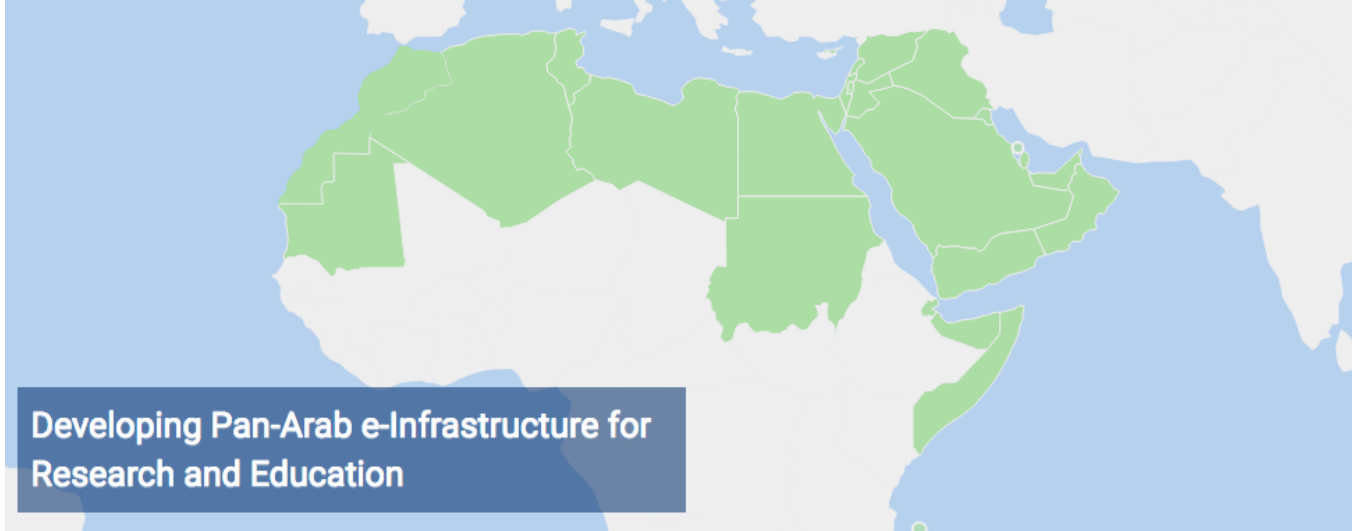 Developing Pan-Arab e-Infrastructure for
Research and Education